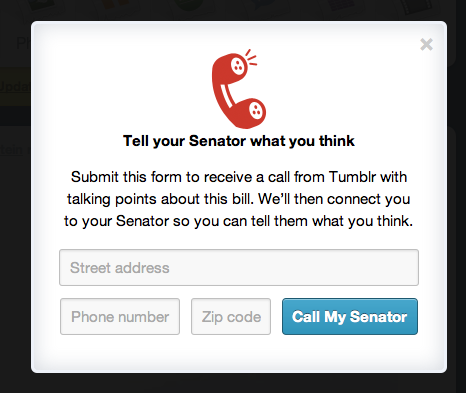 Tell your Senator what you think
Submit this form to receive a call from Tumblr with
talking points about this bill. We'll then connect you
to your Senator so you can tell them what you think.
Street address
Phone number Zip code Call My Senator